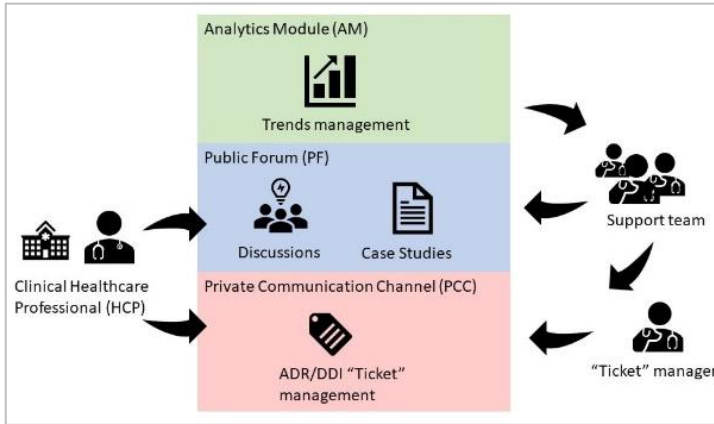 Analytics Module (AM)
Trends management
Public Forum (PF)
Discussions
Case Studies
Support team
Clinical Healthcare
Professional (HCP)
Private Communication Channel (PCC)
ADR/DDI “Ticket”
management
“Ticket” manager